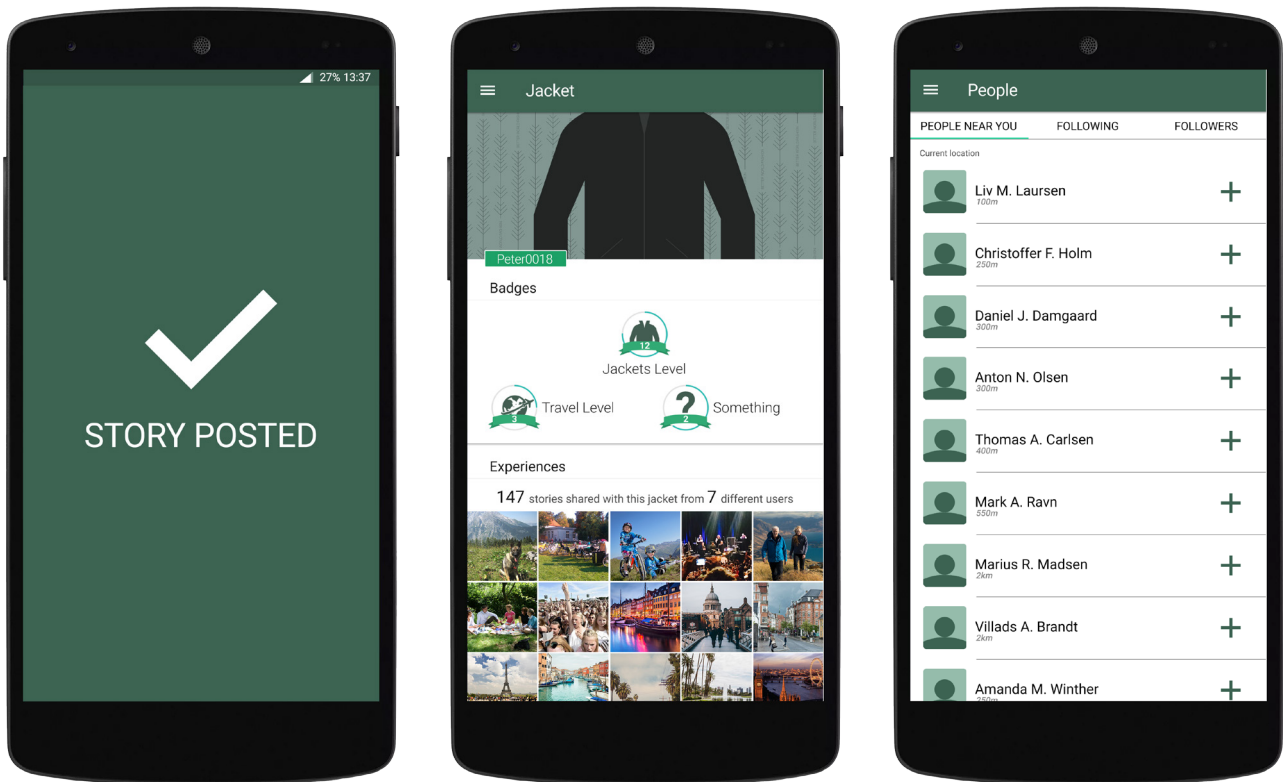 27% 13:37
STORY POSTED
Jacket
Peter0018
Badges
12
Jackets Level
3
Travel Level
2
Something
Experiences
147 stories shared with this jacket from 7 different users
People
PEOPLE NEAR YOU FOLLOWING FOLLOWERS
Current location
Liv M. Laursen
100m
Christoffer F. Holm
250m
Daniel J. Damgaard
300m
Anton N. Olsen
300m
Thomas A. Carlsen
400m
Mark A. Ravn
550m
Marius R. Madsen
2km
Villads A. Brandt
2km
Amanda M. Winther
250m